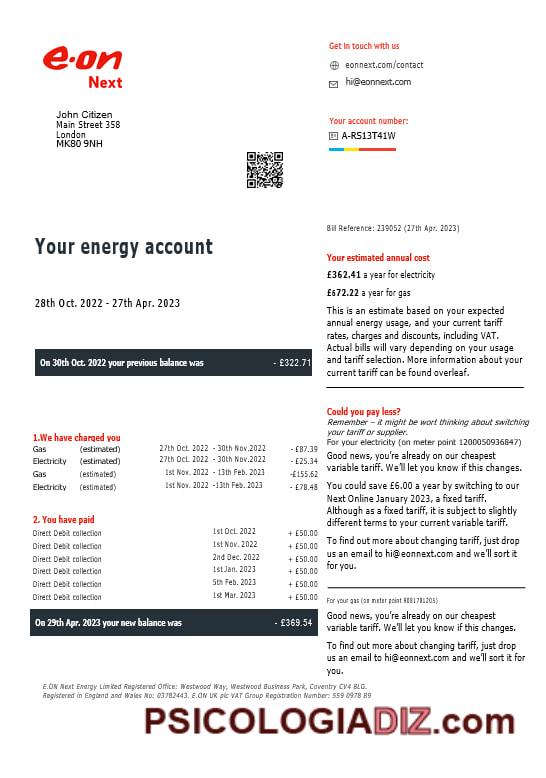 e·on
Next
John Citizen
Main Street 358
London
MK80 9NH
Get in touch with us
eonnext.com/contact
hi@eonnext.com
Your account number:
A-RS13T41W
Bill Reference: 239052 (27th Apr. 2023)
Your energy account
28th Oct. 2022 - 27th Apr. 2023
On 30th Oct. 2022 your previous balance was - £322.71
1.We have charged you
Gas (estimated) 27th Oct. 2022 - 30th Nov.2022 - £87.39
Electricity (estimated) 27th Oct. 2022 - 30th Nov. 2022 - £25.34
Gas (estimated) 1st Nov. 2022 -13th Feb. 2023 -£155.62
Electricity (estimated) 1st Nov. 2022 -13th Feb. 2023 - £78.48
2. You have paid
Direct Debit collection 1st Oct. 2022 + £50.00
Direct Debit collection 1st Nov. 2022 + £50.00
Direct Debit collection 2nd Dec. 2022 + £50.00
Direct Debit collection 1st Jan. 2023 + £50.00
Direct Debit collection 5th Feb. 2023 + £50.00
Direct Debit collection 1st Mar. 2023 + £50.00
On 29th Apr. 2023 your new balance was - £369.54
Your estimated annual cost
£362.41 a year for electricity
£672.22 a year for gas
This is an estimate based on your expected
annual energy usage, and your current tariff
rates, charges and discounts, including VAT.
Actual bills will vary depending on your usage
and tariff selection. More information about your
current tariff can be found overleaf.
Could you pay less?
Remember – it might be wort thinking about switching
your tariff or supplier.
For your electricity (on meter point 1200050936847)
Good news, you’re already on our cheapest
variable tariff. We’ll let you know if this changes.
You could save £6.00 a year by switching to our
Next Online January 2023, a fixed tariff.
Although as a fixed tariff, it is subject to slightly
different terms to your current variable tariff.
To find out more about changing tariff, just drop
us an email to hi@eonnext.com and we’ll sort it
for you.
For your gas (on meter point 8081781205)
Good news, you’re already on our cheapest
variable tariff. We’ll let you know if this changes.
To find out more about changing tariff, just drop
us an email to hi@eonnext.com and we’ll sort it for
you.
E.ON Next Energy Limited Registered Office: Westwood Way, Westwood Business Park, Coventry CV4 8LG.
Registered in England and Wales No: 03782443. E.ON UK plc VAT Group Registration Number: 559 0978 89
PSICOLOGIADIZ.com